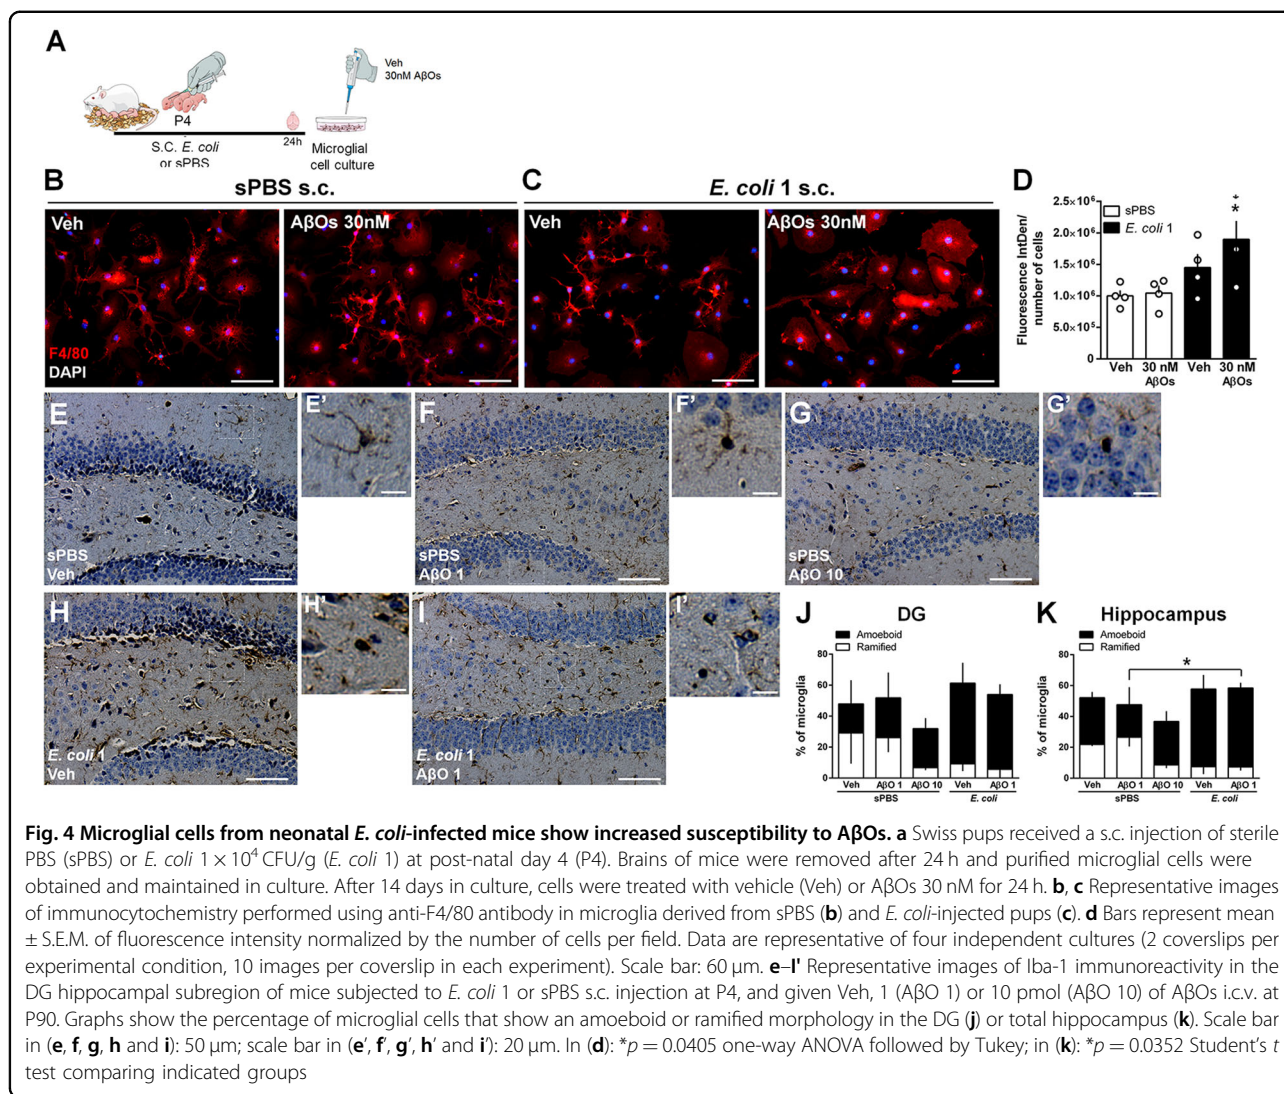 A
Veh
30nM AβOs
P4
24h
S.C. E. coli
or sPBS
Microglial
cell culture
B
sPBS s.c.
C
E. coli 1 s.c.
Veh
AβOs 30nM
F4/80
DAPI
Veh
AβOs 30nM
D
sPBS
E. coli 1
*
Fluorescence IntDen/
number of cells
2.5×10⁶
2.0×10⁶
1.5×10⁶
1.0×10⁶
5.0×10⁵
0
Veh
30 nM
AβOs
Veh
30 nM
AβOs
E
sPBS
Veh
E'
F
sPBS
AβO 1
F'
G
sPBS
AβO 10
G'
H
E. coli 1
Veh
H'
I
E. coli 1
AβO 1
I'
J
DG
Amoeboid
Ramified
% of microglia
80
60
40
20
0
Veh AβO 1 AβO 10 Veh AβO 1
sPBS E. coli
K
Hippocampus
Amoeboid
Ramified
*
% of microglia
80
60
40
20
0
Veh AβO 1 AβO 10 Veh AβO 1
sPBS E. coli
Fig. 4 Microglial cells from neonatal E. coli-infected mice show increased susceptibility to AβOs. a Swiss pups received a s.c. injection of sterile
PBS (sPBS) or E. coli 1 × 10⁴ CFU/g (E. coli 1) at post-natal day 4 (P4). Brains of mice were removed after 24 h and purified microglial cells were
obtained and maintained in culture. After 14 days in culture, cells were treated with vehicle (Veh) or AβOs 30 nM for 24 h. b, c Representative images
of immunocytochemistry performed using anti-F4/80 antibody in microglia derived from sPBS (b) and E. coli-injected pups (c). d Bars represent mean
± S.E.M. of fluorescence intensity normalized by the number of cells per field. Data are representative of four independent cultures (2 coverslips per
experimental condition, 10 images per coverslip in each experiment). Scale bar: 60 μm. e–I' Representative images of Iba-1 immunoreactivity in the
DG hippocampal subregion of mice subjected to E. coli 1 or sPBS s.c. injection at P4, and given Veh, 1 (AβO 1) or 10 pmol (AβO 10) of AβOs i.c.v. at
P90. Graphs show the percentage of microglial cells that show an amoeboid or ramified morphology in the DG (j) or total hippocampus (k). Scale bar
in (e, f, g, h and i): 50 μm; scale bar in (e′, f′, g′, h′ and i′): 20 μm. In (d): *p = 0.0405 one-way ANOVA followed by Tukey; in (k): *p = 0.0352 Student's t
test comparing indicated groups